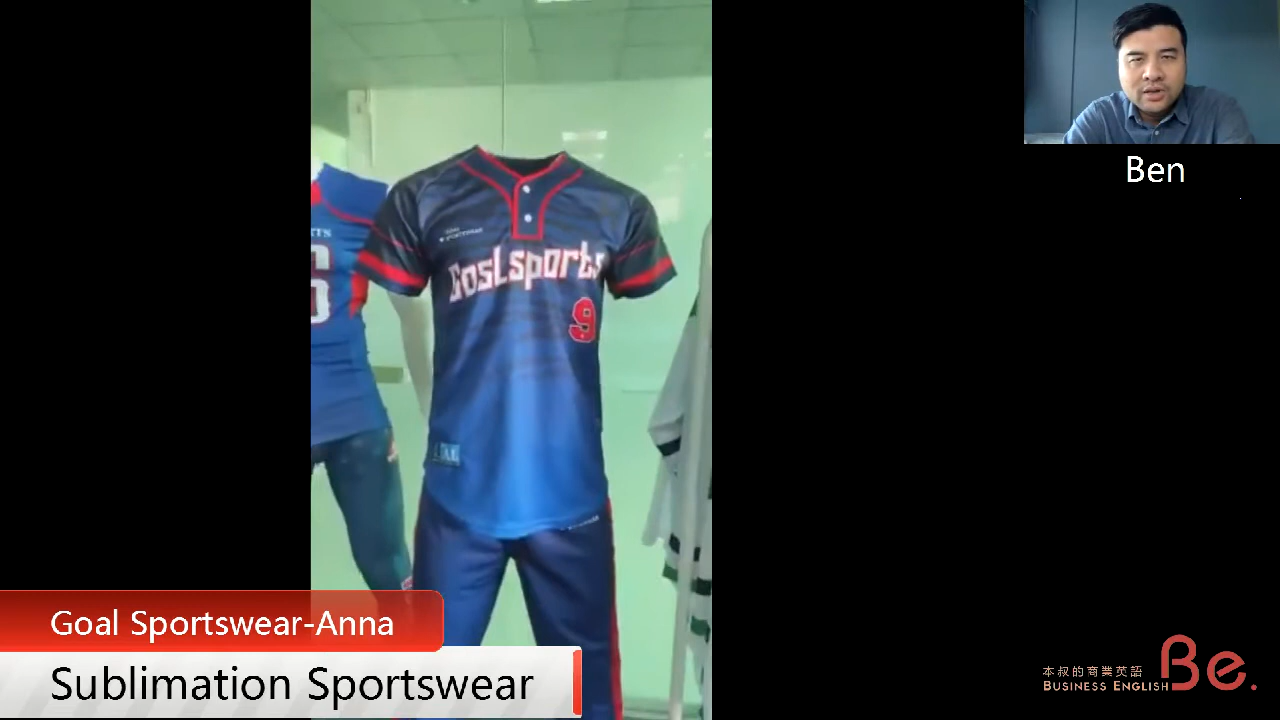 Ben
Goalsports
9
Goal Sportswear-Anna
Sublimation Sportswear
本叔的商業英語
BUSINESS ENGLISH
Be.